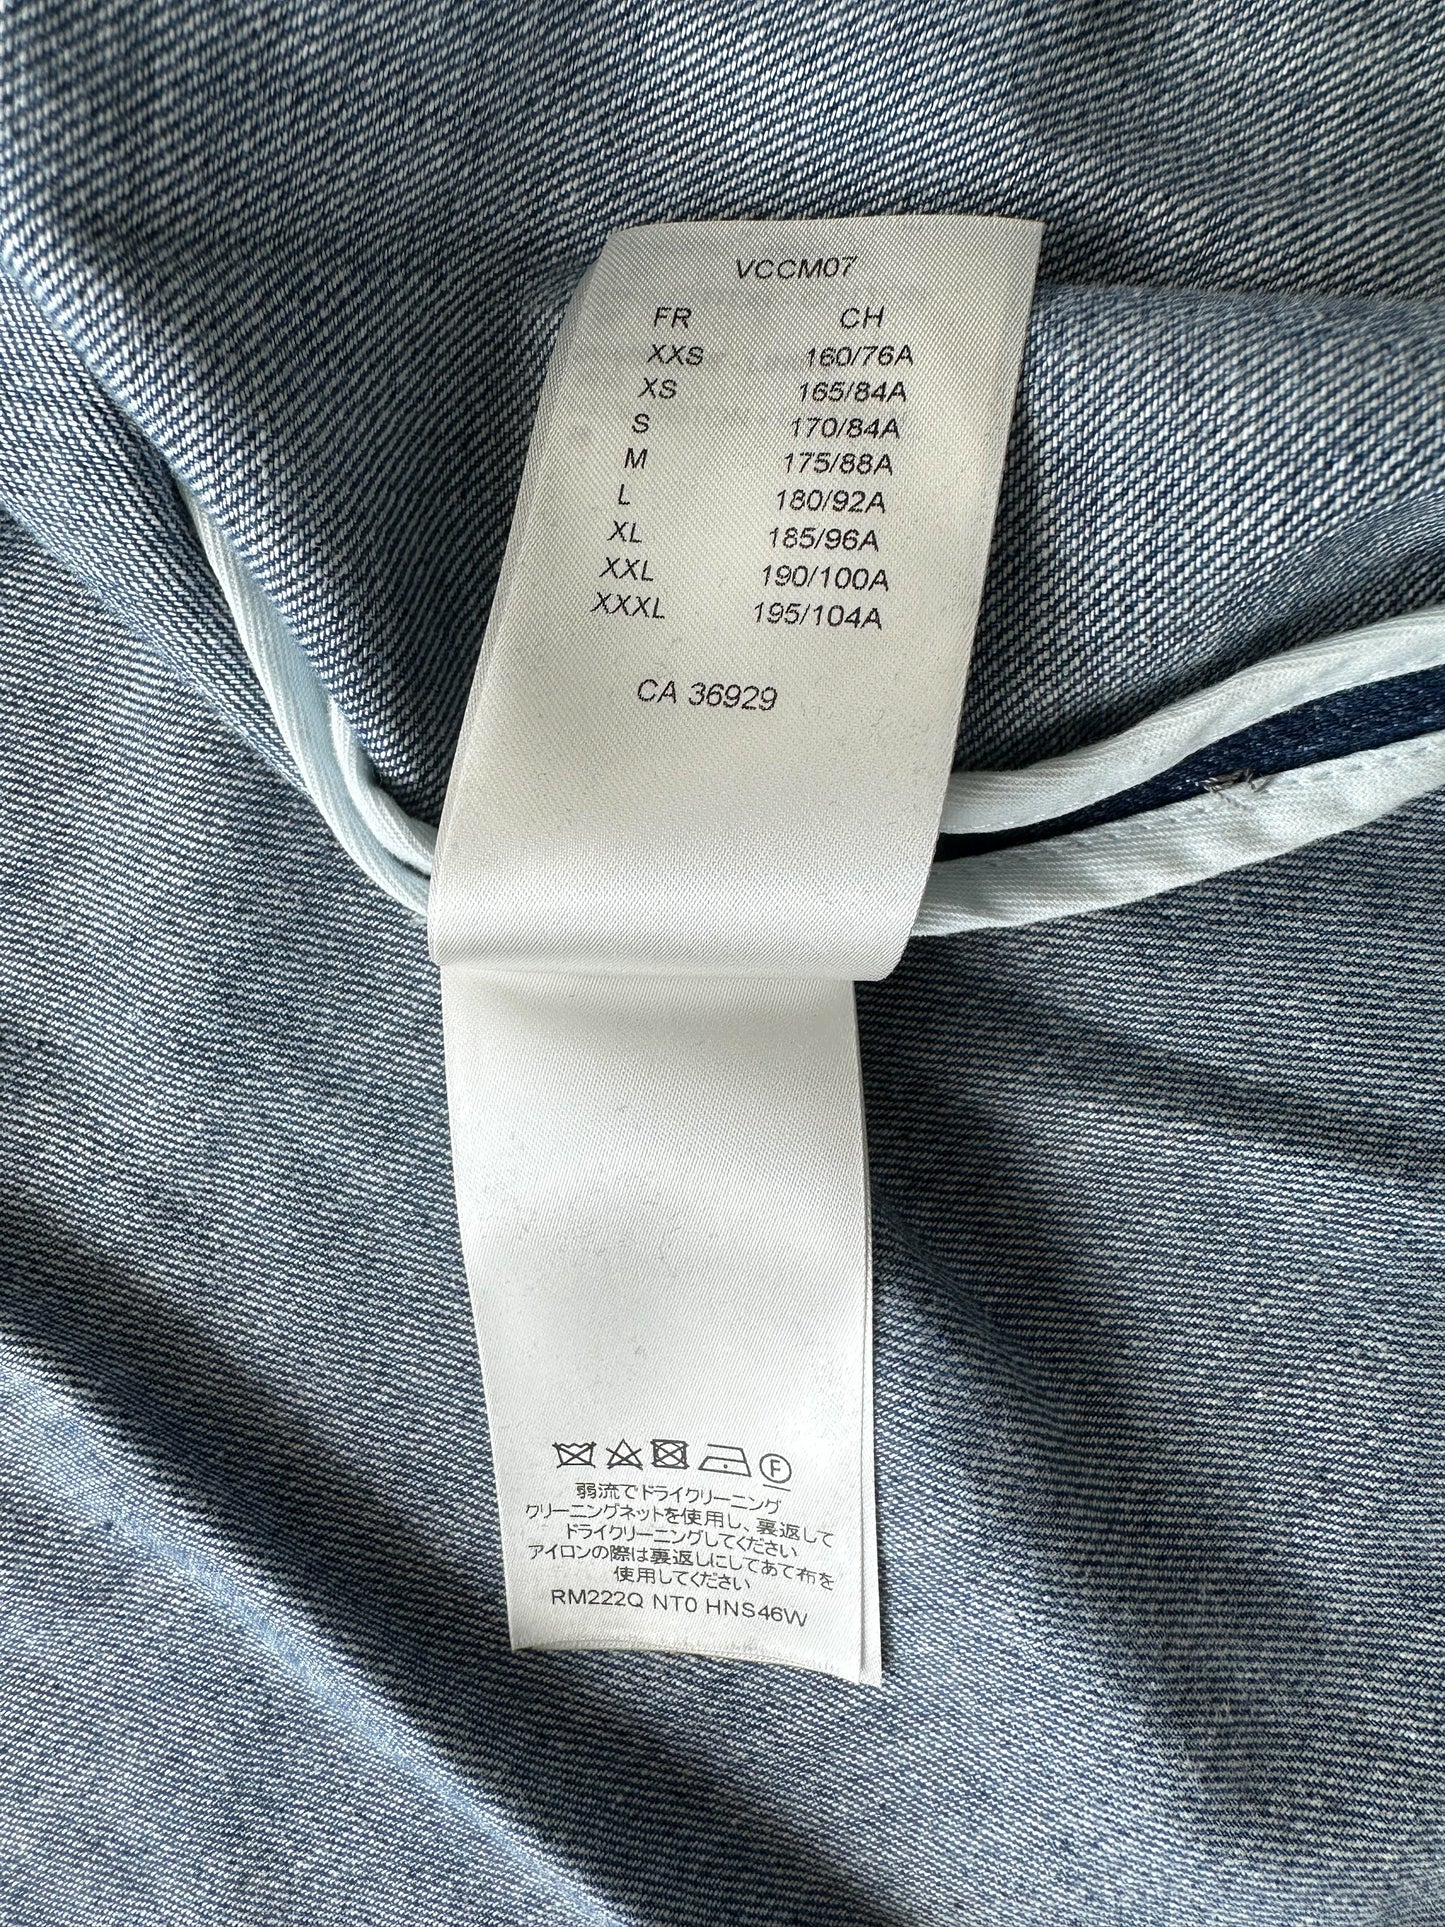 VCCM07
FR CH
XXS 160/76A
XS 165/84A
S 170/84A
M 175/88A
L 180/92A
XL 185/96A
XXL 190/100A
XXXL 195/104A
CA 36929
F
弱流でドライクリーニング
クリーニングネットを使用し、裏返して
ドライクリーニングしてください
アイロンの際は裏返しにしてあて布を
使用してください
RM222Q NT0 HNS46W